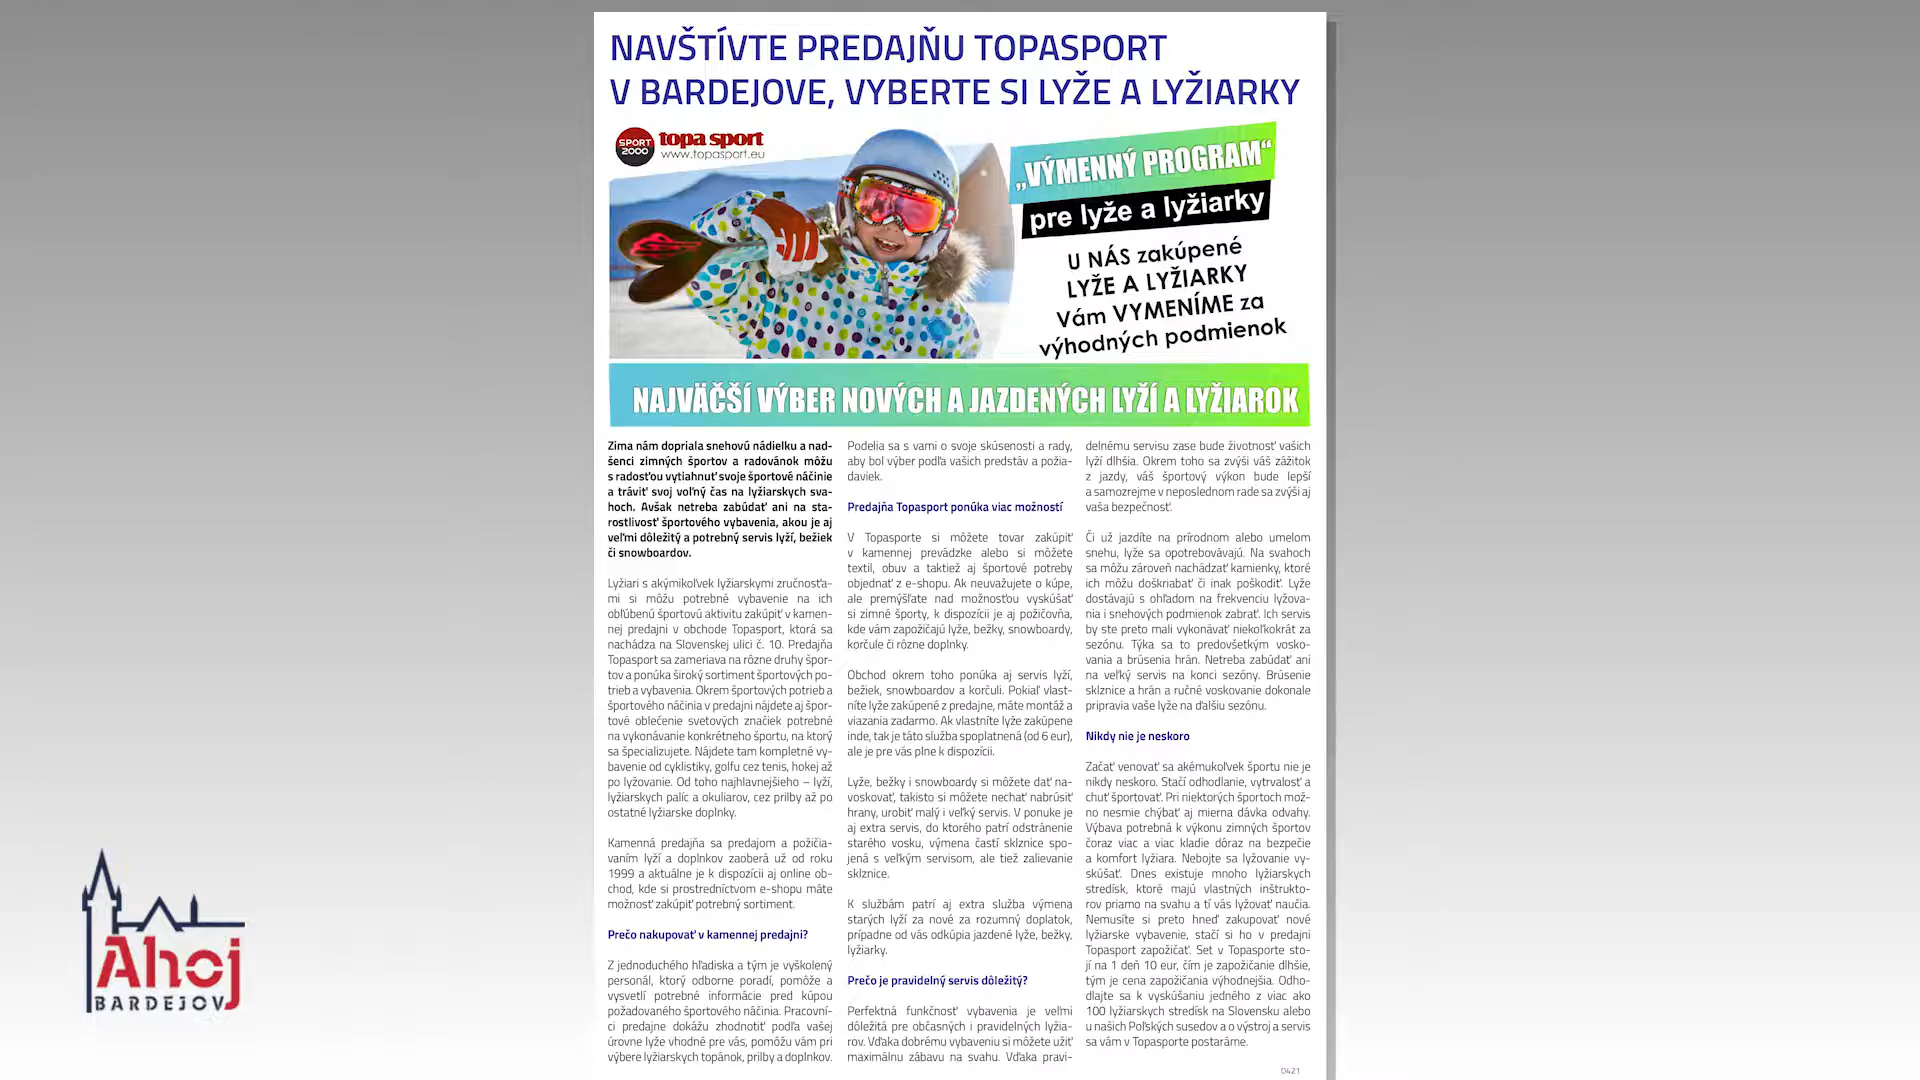 NAVŠTÍVTE PREDAJŇU TOPASPORT
V BARDEJOVE, VYBERTE SI LYŽE A LYŽIARKY
SPORT
2000
topa sport
www.topasport.eu
„VÝMENNÝ PROGRAM“
pre lyže a lyžiarky
U NÁS zakúpené
LYŽE A LYŽIARKY
Vám VYMENÍME za
výhodných podmienok
NAJVÄČŠÍ VÝBER NOVÝCH A JAZDENÝCH LYŽÍ A LYŽIAROK
Zima nám dopriala snehovú nádielku a nad-
šenci zimných športov a radovánok môžu
s radosťou vytiahnuť svoje športové náčinie
a tráviť svoj voľný čas na lyžiarskych sva-
hoch. Avšak netreba zabúdať ani na sta-
rostlivosť športového vybavenia, akou je aj
veľmi dôležitý a potrebný servis lyží, bežiek
či snowboardov.
Lyžiari s akýmikoľvek lyžiarskymi zručnosťa-
mi si môžu potrebné vybavenie na ich
obľúbenú športovú aktivitu zakúpiť v kamen-
nej predajni v obchode Topasport, ktorá sa
nachádza na Slovenskej ulici č. 10. Predajňa
Topasport sa zameriava na rôzne druhy špor-
tov a ponúka široký sortiment športových po-
trieb a vybavenia. Okrem športových potrieb a
športového náčinia v predajni nájdete aj špor-
tové oblečenie svetových značiek potrebné
na vykonávanie konkrétneho športu, na ktorý
sa špecializujete. Nájdete tam kompletné vy-
bavenie od cyklistiky, golfu cez tenis, hokej až
po lyžovanie. Od toho najhlavnejšieho – lyží,
lyžiarskych palíc a okuliarov, cez prilby až po
ostatné lyžiarske doplnky.
Kamenná predajňa sa predajom a požičia-
vaním lyží a doplnkov zaoberá už od roku
1999 a aktuálne je k dispozícii aj online ob-
chod, kde si prostredníctvom e-shopu máte
možnosť zakúpiť potrebný sortiment.
Prečo nakupovať v kamennej predajni?
Z jednoduchého hľadiska a tým je vyškolený
personál, ktorý odborne poradí, pomôže a
vysvetlí potrebné informácie pred kúpou
požadovaného športového náčinia. Pracovní-
ci predajne dokážu zhodnotiť podľa vašej
úrovne lyže vhodné pre vás, pomôžu vám pri
výbere lyžiarskych topánok, prilby a doplnkov.
Podelia sa s vami o svoje skúsenosti a rady,
aby bol výber podľa vašich predstáv a požia-
daviek.
Predajňa Topasport ponúka viac možností
V Topasporte si môžete tovar zakúpiť
v kamennej prevádzke alebo si môžete
textil, obuv a taktiež aj športové potreby
objednať z e-shopu. Ak neuvažujete o kúpe,
ale premýšľate nad možnosťou vyskúšať
si zimné športy, k dispozícii je aj požičovňa,
kde vám zapožičajú lyže, bežky, snowboardy,
korčule či rôzne doplnky.
Obchod okrem toho ponúka aj servis lyží,
bežiek, snowboardov a korčulí. Pokiaľ vlast-
níte lyže zakúpené z predajne, máte montáž a
viazania zadarmo. Ak vlastníte lyže zakúpene
inde, tak je táto služba spoplatnená (od 6 eur),
ale je pre vás plne k dispozícii.
Lyže, bežky i snowboardy si môžete dať na-
voskovať, takisto si môžete nechať nabrúsiť
hrany, urobiť malý i veľký servis. V ponuke je
aj extra servis, do ktorého patrí odstránenie
starého vosku, výmena častí sklznice spo-
jená s veľkým servisom, ale tiež zalievanie
sklznice.
K službám patrí aj extra služba výmena
starých lyží za nové za rozumný doplatok,
prípadne od vás odkúpia jazdené lyže, bežky,
lyžiarky.
Prečo je pravidelný servis dôležitý?
Perfektná funkčnosť vybavenia je veľmi
dôležitá pre občasných i pravidelných lyžia-
rov. Vďaka dobrému vybaveniu si môžete užiť
maximálnu zábavu na svahu. Vďaka pravi-
delnému servisu zase bude životnosť vašich
lyží dlhšia. Okrem toho sa zvýši váš zážitok
z jazdy, váš športový výkon bude lepší
a samozrejme v neposlednom rade sa zvýši aj
vaša bezpečnosť.
Či už jazdíte na prírodnom alebo umelom
snehu, lyže sa opotrebovávajú. Na svahoch
sa môžu zároveň nachádzať kamienky, ktoré
ich môžu doškriabať či inak poškodiť. Lyže
dostávajú s ohľadom na frekvenciu lyžova-
nia i snehových podmienok zabrať. Ich servis
by ste preto mali vykonávať niekoľkokrát za
sezónu. Týka sa to predovšetkým vosko-
vania a brúsenia hrán. Netreba zabúdať ani
na veľký servis na konci sezóny. Brúsenie
sklznice a hrán a ručné voskovanie dokonale
pripravia vaše lyže na ďalšiu sezónu.
Nikdy nie je neskoro
Začať venovať sa akémukoľvek športu nie je
nikdy neskoro. Stačí odhodlanie, vytrvalosť a
chuť športovať. Pri niektorých športoch mož-
no nesmie chýbať aj mierna dávka odvahy.
Výbava potrebná k výkonu zimných športov
čoraz viac a viac kladie dôraz na bezpečie
a komfort lyžiara. Nebojte sa lyžovanie vy-
skúšať. Dnes existuje mnoho lyžiarskych
stredísk, ktoré majú vlastných inštrukto-
rov priamo na svahu a tí vás lyžovať naučia.
Nemusíte si preto hneď zakupovať nové
lyžiarske vybavenie, stačí si ho v predajni
Topasport zapožičať. Set v Topasporte sto-
jí na 1 deň 10 eur, čím je zapožičanie dlhšie,
tým je cena zapožičania výhodnejšia. Odho-
dlajte sa k vyskúšaniu jedného z viac ako
100 lyžiarskych stredísk na Slovensku alebo
u našich Poľských susedov a o výstroj a servis
sa vám v Topasporte postaráme.
0421
Ahoj
BARDEJOV